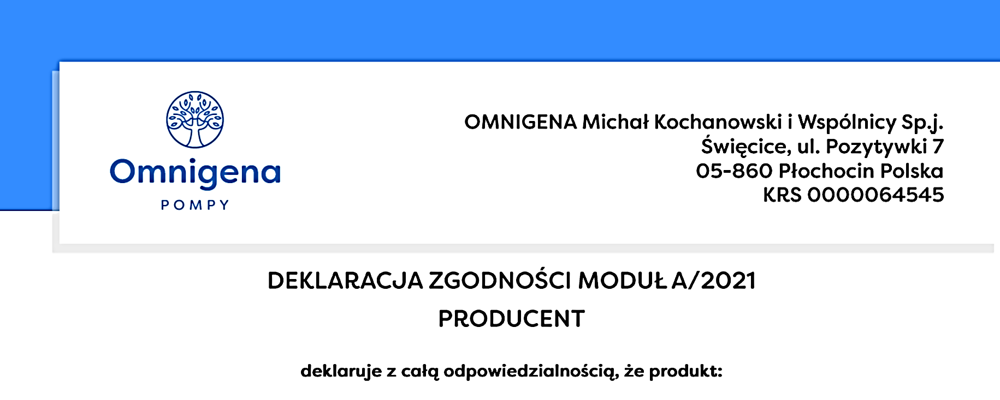 Omnigena
POMPY
OMNIGENA Michał Kochanowski i Wspólnicy Sp.j.
Święcice, ul. Pozytywki 7
05-860 Płochocin Polska
KRS 0000064545
DEKLARACJA ZGODNOŚCI MODUŁ A/2021
PRODUCENT
deklaruje z całą odpowiedzialnością, że produkt: